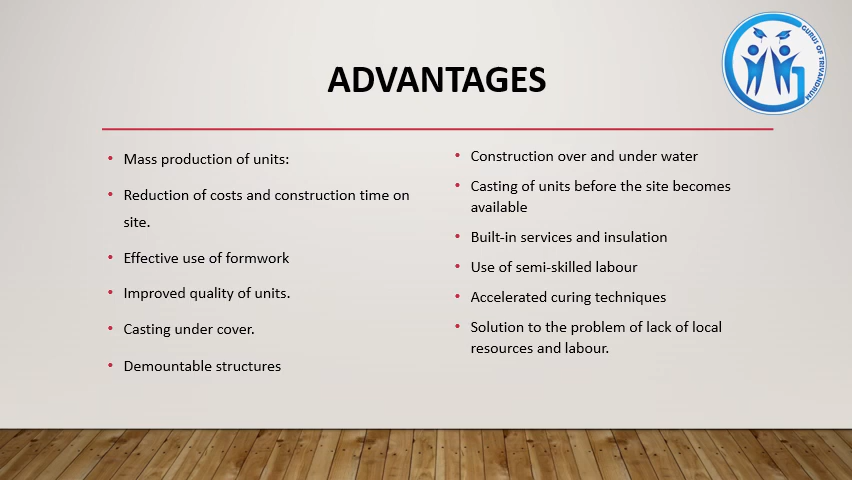 ADVANTAGES
GURUS OF TRIVANDRUM
• Mass production of units:
• Reduction of costs and construction time on
site.
• Effective use of formwork
• Improved quality of units.
• Casting under cover.
• Demountable structures
• Construction over and under water
• Casting of units before the site becomes
available
• Built-in services and insulation
• Use of semi-skilled labour
• Accelerated curing techniques
• Solution to the problem of lack of local
resources and labour.